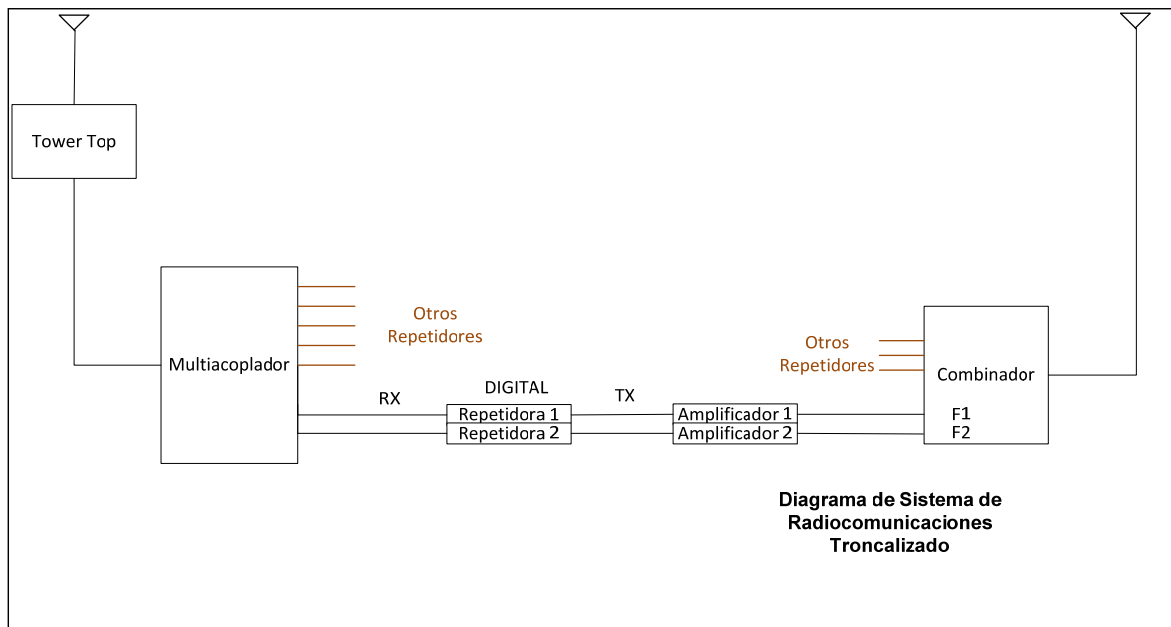 Tower Top
Multiacoplador
Otros
Repetidores
RX
DIGITAL
TX
Repetidora 1
Repetidora 2
Amplificador 1
Amplificador 2
Otros
Repetidores
Combinador
F1
F2
Diagrama de Sistema de
Radiocomunicaciones
Troncalizado